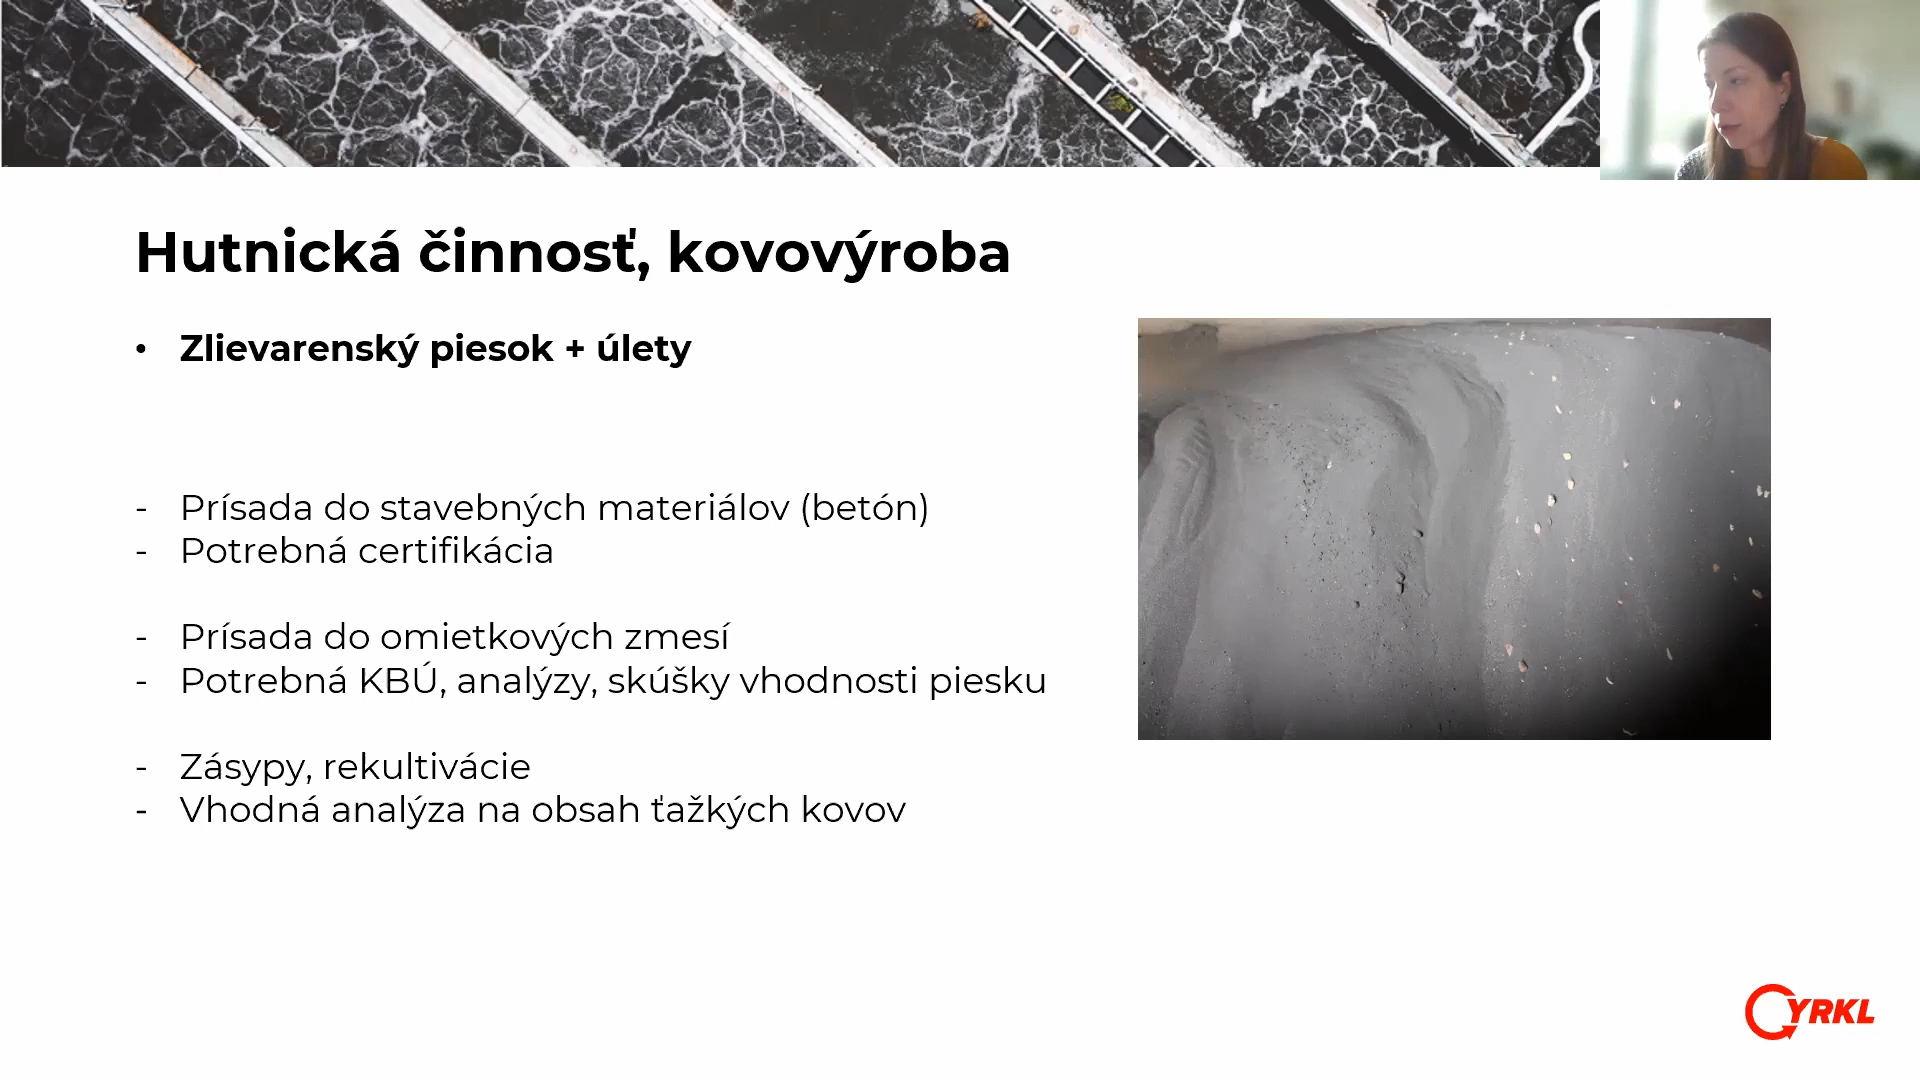 Hutnická činnosť, kovovýroba
• Zlievarenský piesok + úlety
- Prísada do stavebných materiálov (betón)
- Potrebná certifikácia
- Prísada do omietkových zmesí
- Potrebná KBÚ, analýzy, skúšky vhodnosti piesku
- Zásypy, rekultivácie
- Vhodná analýza na obsah ťažkých kovov
CYRKL